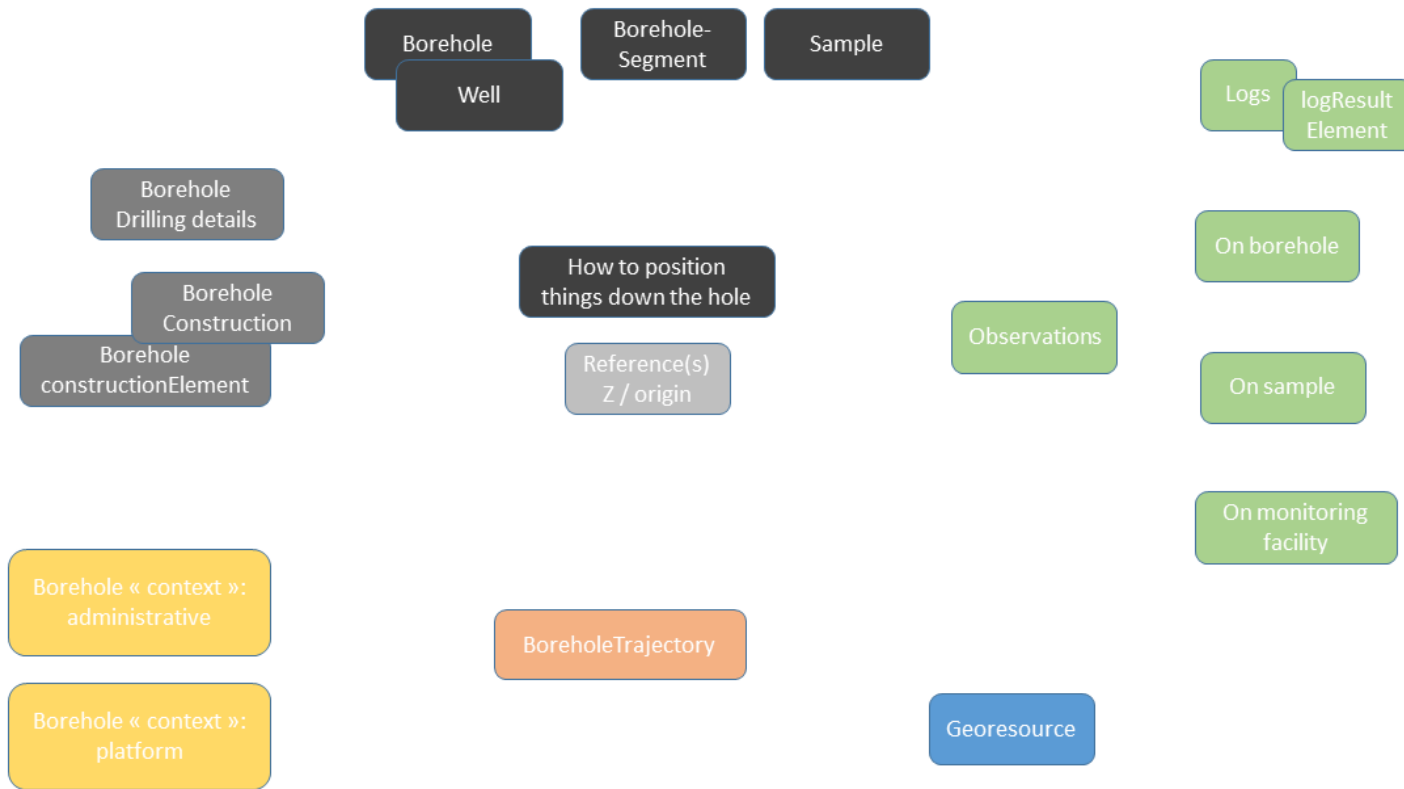 Borehole
Well
Borehole-
Segment
Sample
Logs
logResult
Element
Borehole
Drilling details
On borehole
How to position
things down the hole
Borehole
Construction
Observations
Borehole
constructionElement
Reference(s)
Z / origin
On sample
On monitoring
facility
Borehole « context »:
administrative
BoreholeTrajectory
Borehole « context »:
platform
Georesource